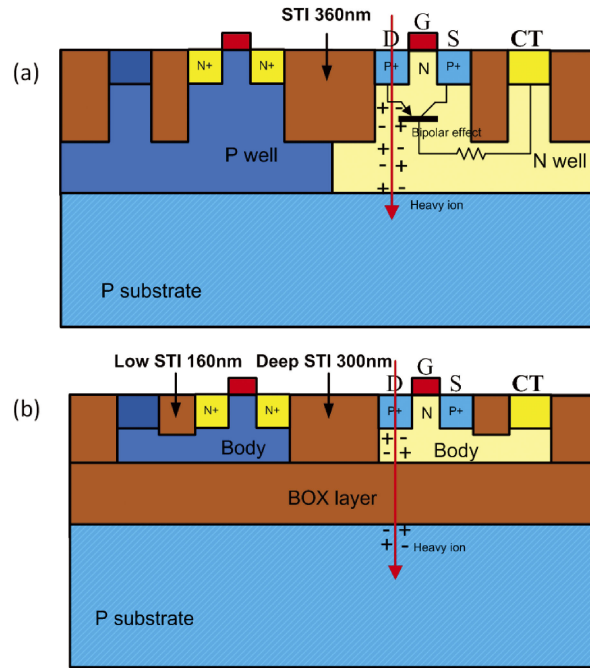 STI 360nm
G
D
S
CT
(a)
N+
N+
P+
N
P+
+ -
- +
Bipolar effect
+ -
P well
- +
N well
+ -
Heavy ion
P substrate
Low STI 160nm
Deep STI 300nm
G
D
S
CT
(b)
N+
N+
P+
N
P+
+ -
Body
- +
Body
BOX layer
- +
+ -
Heavy ion
P substrate